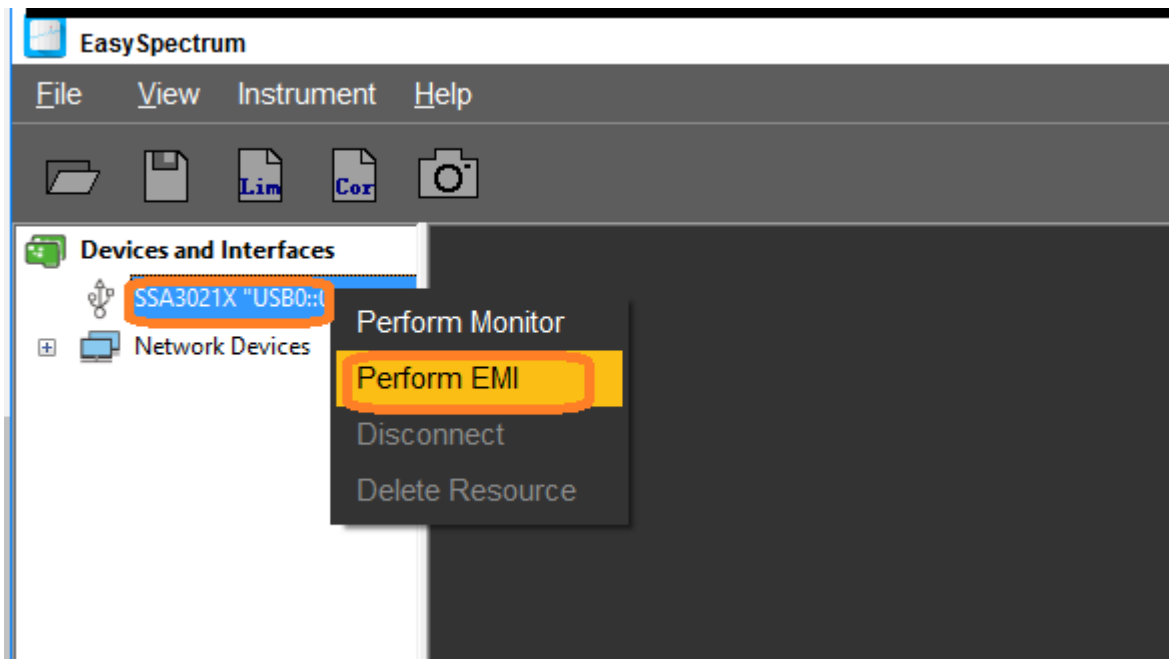 EasySpectrum
File View Instrument Help
Lim Cor
Devices and Interfaces
SSA3021X "USB0::
Network Devices
Perform Monitor
Perform EMI
Disconnect
Delete Resource